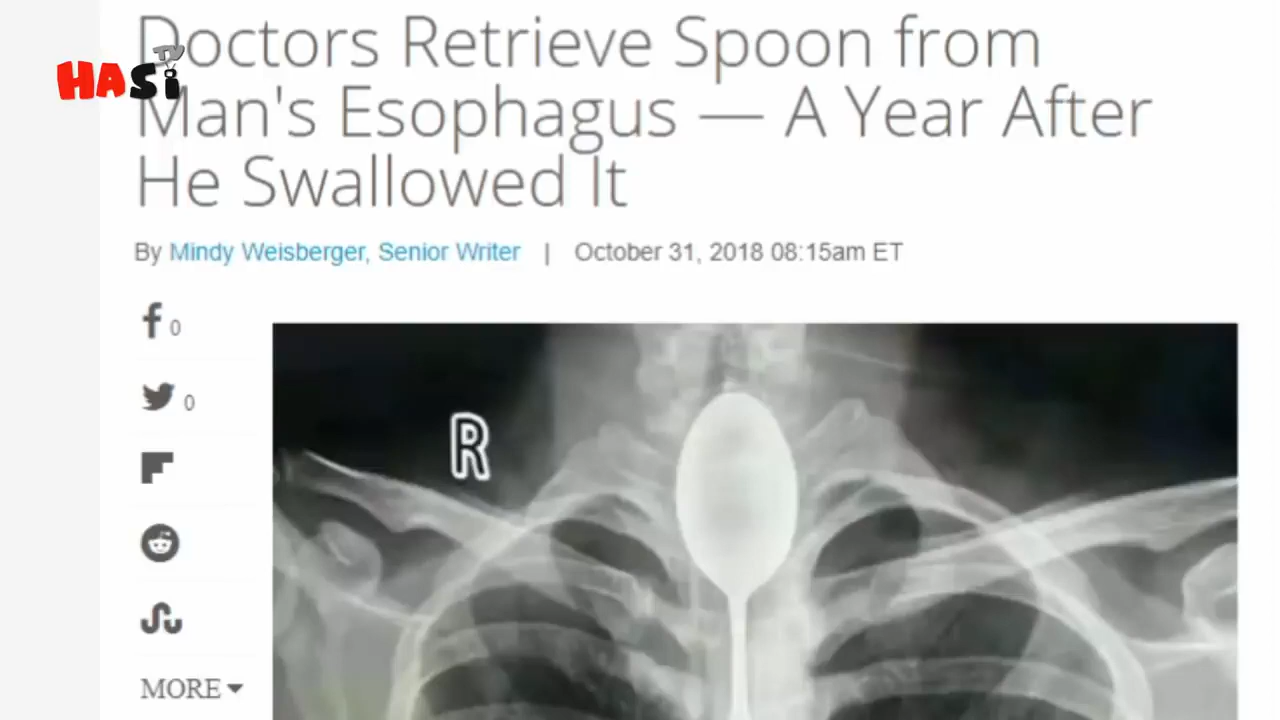 Doctors Retrieve Spoon from
HASi TV
Man's Esophagus — A Year After
He Swallowed It
By Mindy Weisberger, Senior Writer | October 31, 2018 08:15am ET
0
0
R
MORE